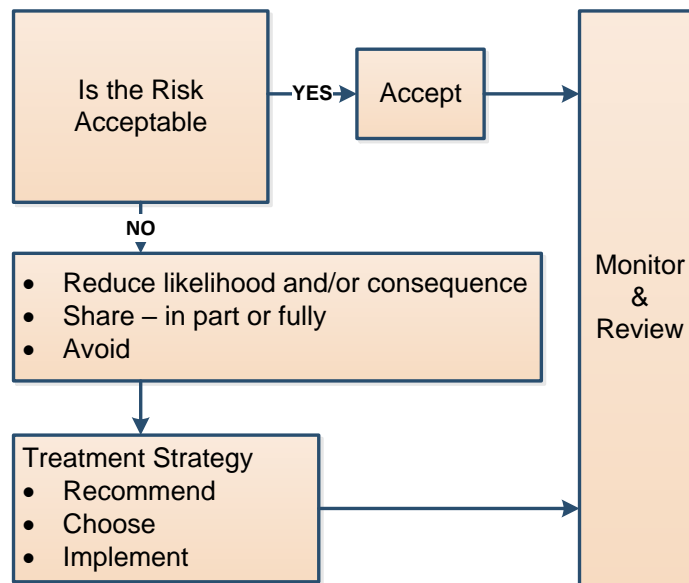 Is the Risk
Acceptable
YES
Accept
NO
• Reduce likelihood and/or consequence
• Share – in part or fully
• Avoid
Treatment Strategy
• Recommend
• Choose
• Implement
Monitor
&
Review